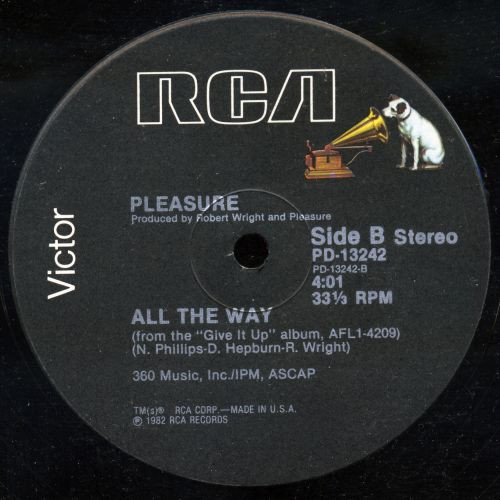 RCA
Victor
PLEASURE
Produced by Robert Wright and Pleasure
Side B Stereo
PD-13242
PD-13242-B
4:01
33⅓ RPM
ALL THE WAY
(from the "Give It Up" album, AFL1-4209)
(N. Phillips-D. Hepburn-R. Wright)
360 Music, Inc./IPM, ASCAP
TM(s)® RCA CORP.—MADE IN U.S.A.
℗ 1982 RCA RECORDS